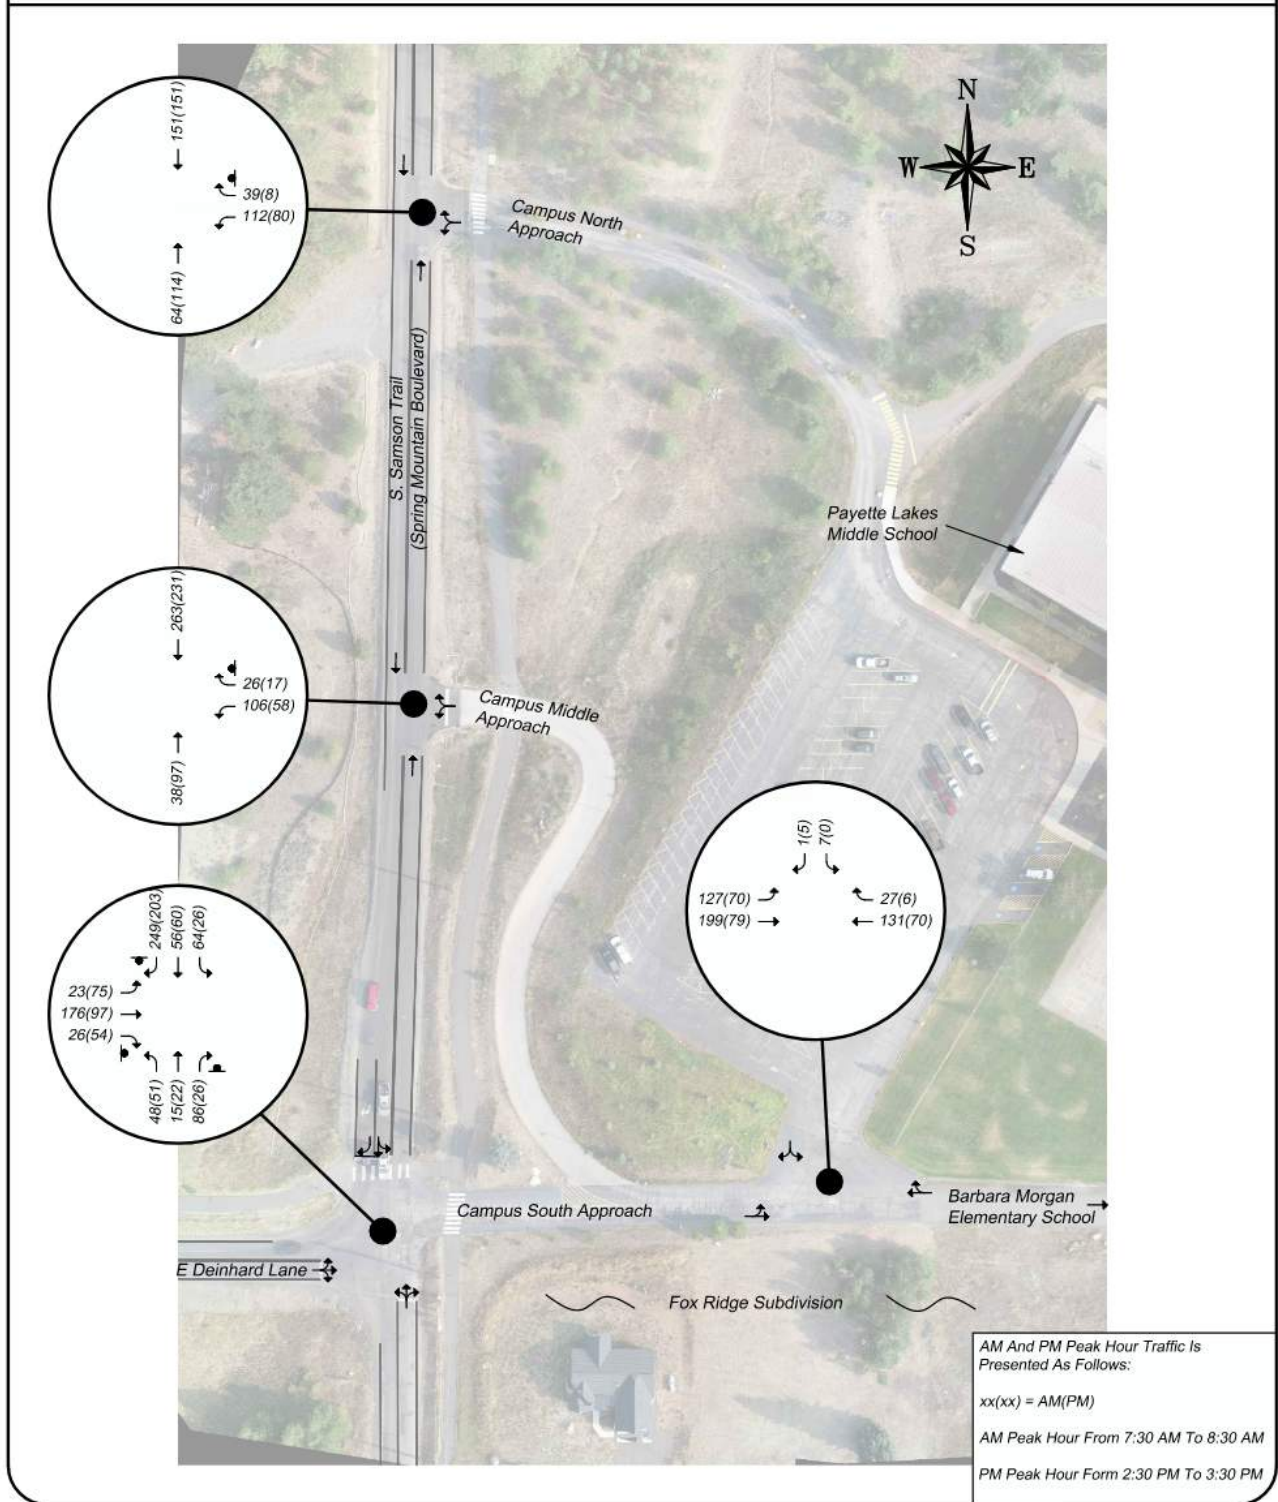 N
W E
S
151(151)
39(8)
112(80)
64(114)
Campus North
Approach
S. Samson Trail
(Spring Mountain Boulevard)
Payette Lakes
Middle School
263(231)
26(17)
106(58)
38(97)
Campus Middle
Approach
1(5)
7(0)
127(70)
199(79)
27(6)
131(70)
249(203)
56(60)
64(26)
23(75)
176(97)
26(54)
48(51)
15(22)
86(26)
Campus South Approach
Barbara Morgan
Elementary School
E Deinhard Lane
Fox Ridge Subdivision
AM And PM Peak Hour Traffic Is
Presented As Follows:
xx(xx) = AM(PM)
AM Peak Hour From 7:30 AM To 8:30 AM
PM Peak Hour Form 2:30 PM To 3:30 PM